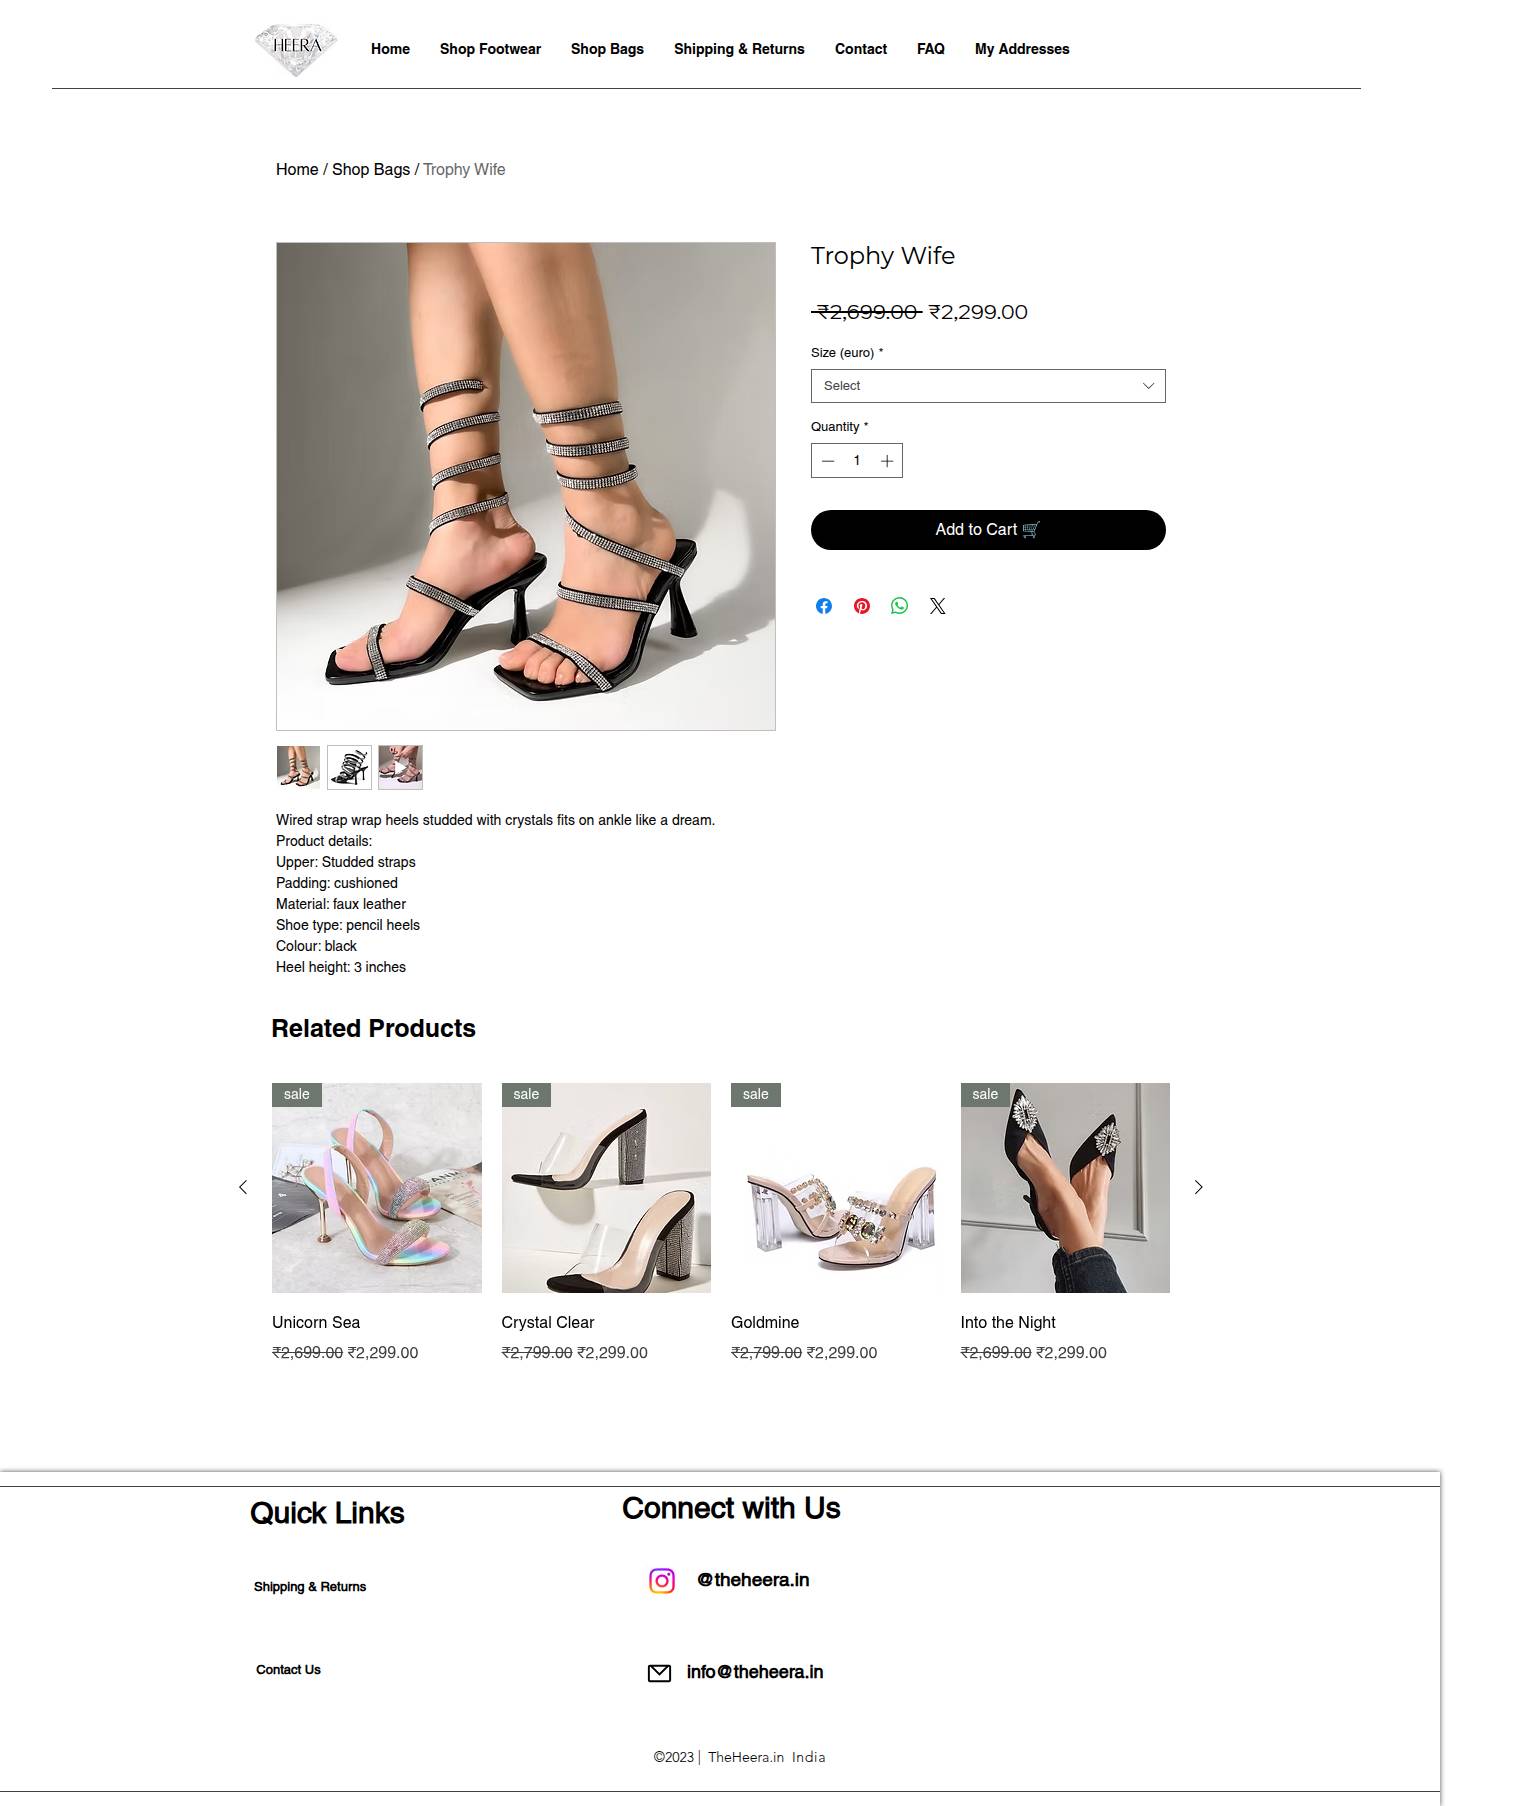 HEERA
Home Shop Footwear Shop Bags Shipping & Returns Contact FAQ My Addresses
Home / Shop Bags / Trophy Wife
Trophy Wife
₹2,699.00 ₹2,299.00
Size (euro) *
Select
Quantity *
1
Add to Cart 🛒
Wired strap wrap heels studded with crystals fits on ankle like a dream.
Product details:
Upper: Studded straps
Padding: cushioned
Material: faux leather
Shoe type: pencil heels
Colour: black
Heel height: 3 inches
Related Products
sale sale sale sale
Unicorn Sea Crystal Clear Goldmine Into the Night
₹2,699.00 ₹2,299.00 ₹2,799.00 ₹2,299.00 ₹2,799.00 ₹2,299.00 ₹2,699.00 ₹2,299.00
Quick Links
Connect with Us
@theheera.in
Shipping & Returns
Contact Us
info@theheera.in
©2023 | TheHeera.in India